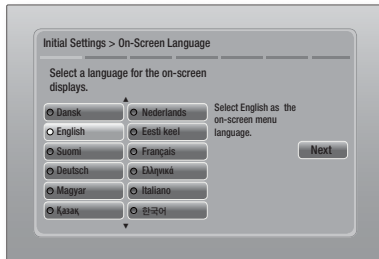 Initial Settings > On-Screen Language
Select a language for the on-screen
displays.
Dansk
Nederlands
English
Eesti keel
Suomi
Français
Deutsch
Ελληνικά
Magyar
Italiano
Қазақ
한국어
Select English as the
on-screen menu
language.
Next